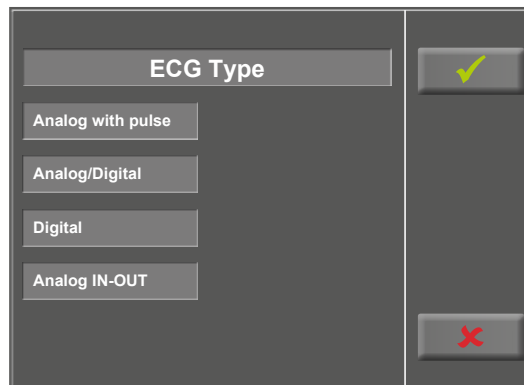 ECG Type
Analog with pulse
Analog/Digital
Digital
Analog IN-OUT